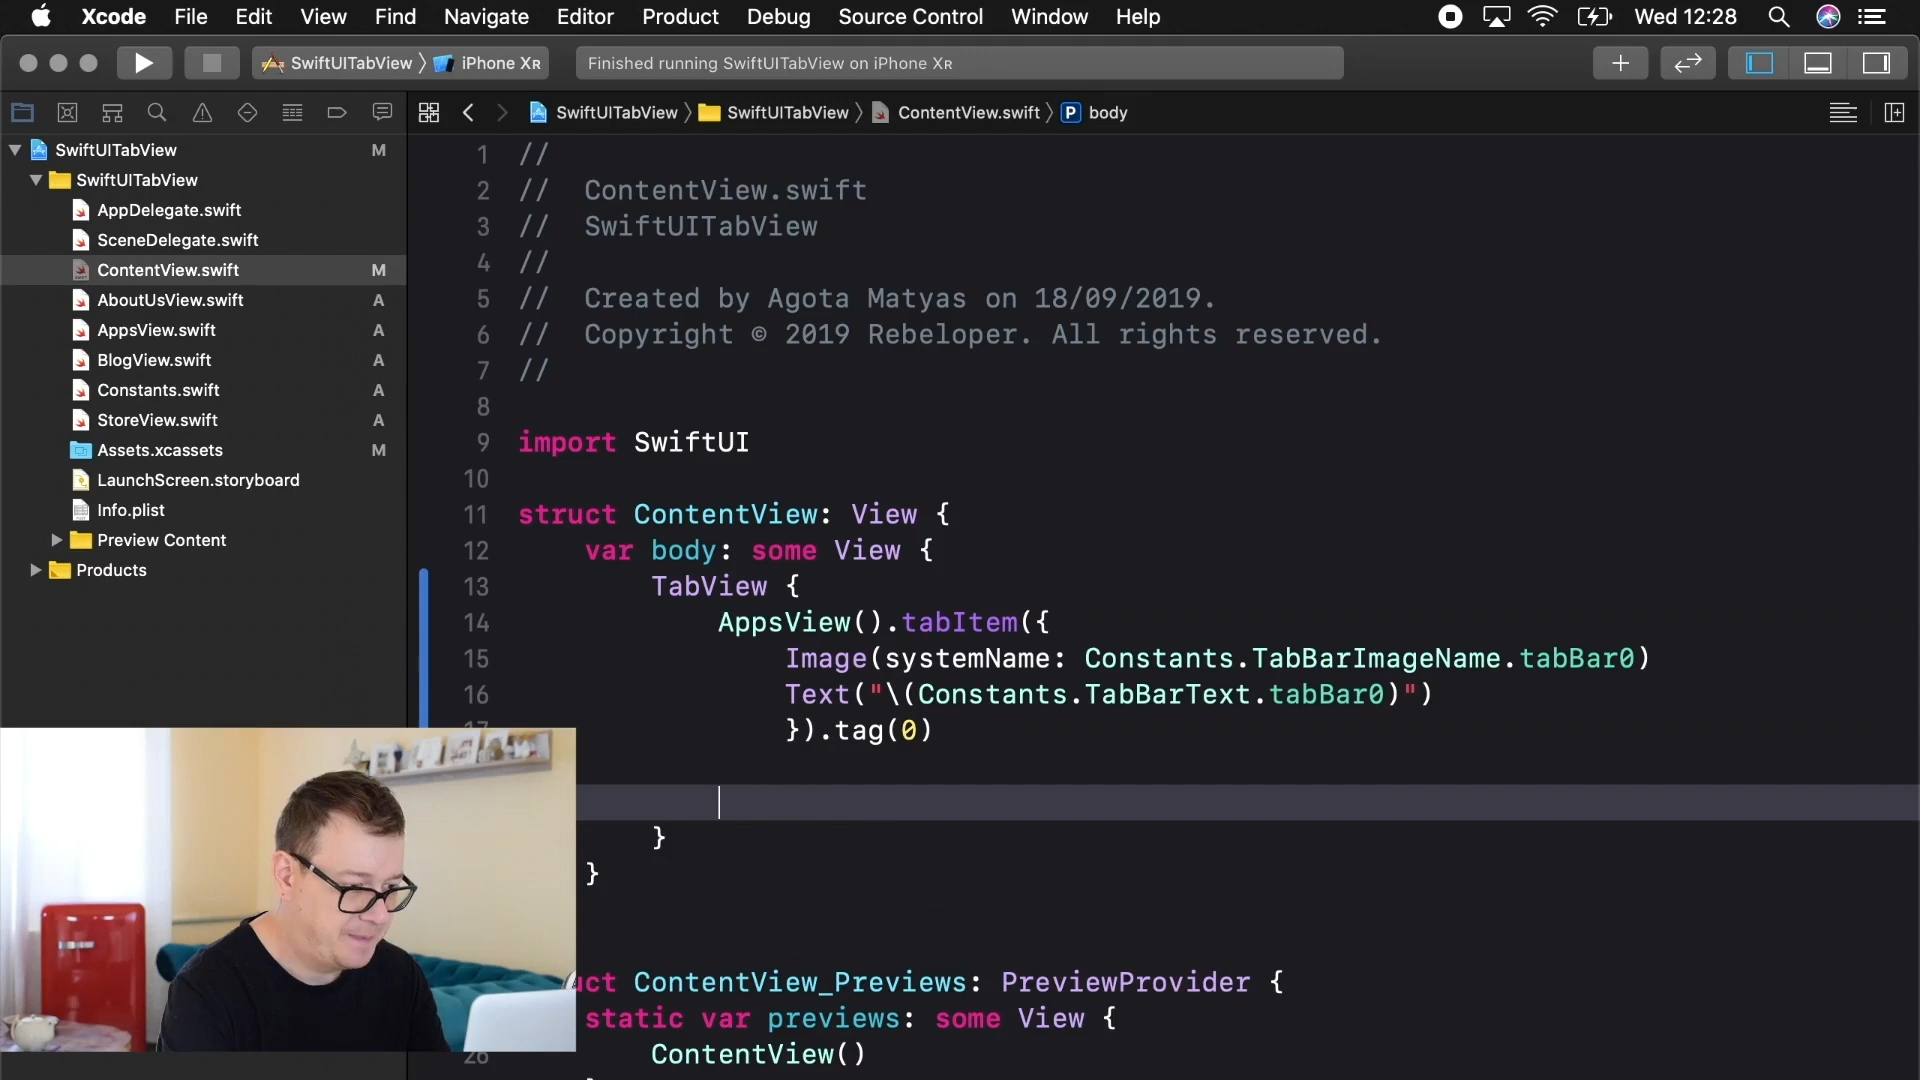 Xcode File Edit View Find Navigate Editor Product Debug Source Control Window Help Wed 12:28
SwiftUITabView iPhone XR Finished running SwiftUITabView on iPhone XR
SwiftUITabView SwiftUITabView ContentView.swift P body
SwiftUITabView M
SwiftUITabView
AppDelegate.swift
SceneDelegate.swift
ContentView.swift M
AboutUsView.swift A
AppsView.swift A
BlogView.swift A
Constants.swift A
StoreView.swift A
Assets.xcassets M
LaunchScreen.storyboard
Info.plist
Preview Content
Products
1 //
2 //  ContentView.swift
3 //  SwiftUITabView
4 //
5 //  Created by Agota Matyas on 18/09/2019.
6 //  Copyright © 2019 Rebeloper. All rights reserved.
7 //
8
9 import SwiftUI
10
11 struct ContentView: View {
12 var body: some View {
13 TabView {
14 AppsView().tabItem({
15 Image(systemName: Constants.TabBarImageName.tabBar0)
16 Text("\(Constants.TabBarText.tabBar0)")
17 }).tag(0)
}
}
uct ContentView_Previews: PreviewProvider {
static var previews: some View {
26 ContentView()